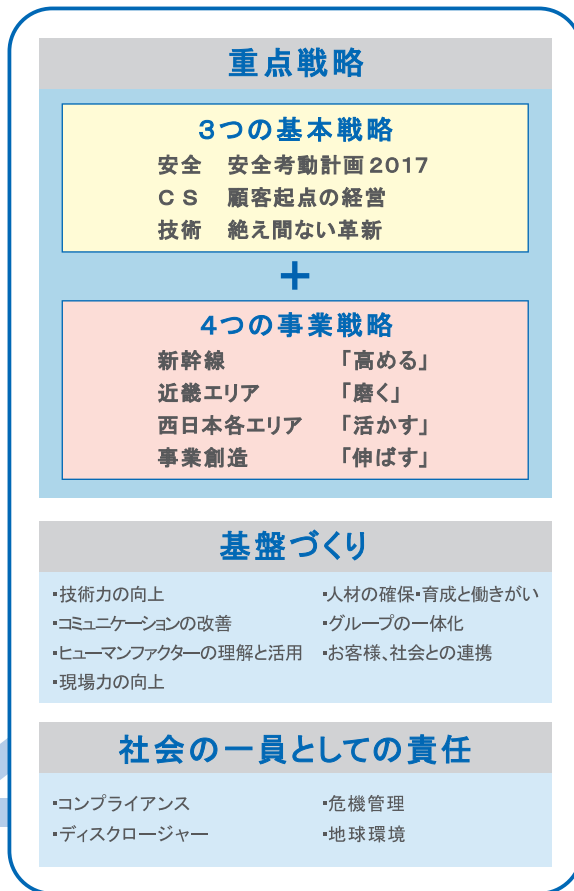 重点戦略
3つの基本戦略
安全 安全考動計画2017
CS 顧客起点の経営
技術 絶え間ない革新
+
4つの事業戦略
新幹線 「高める」
近畿エリア 「磨く」
西日本各エリア 「活かす」
事業創造 「伸ばす」
基盤づくり
・技術力の向上
・コミュニケーションの改善
・ヒューマンファクターの理解と活用
・現場力の向上
・人材の確保・育成と働きがい
・グループの一体化
・お客様、社会との連携
社会の一員としての責任
・コンプライアンス
・ディスクロージャー
・危機管理
・地球環境